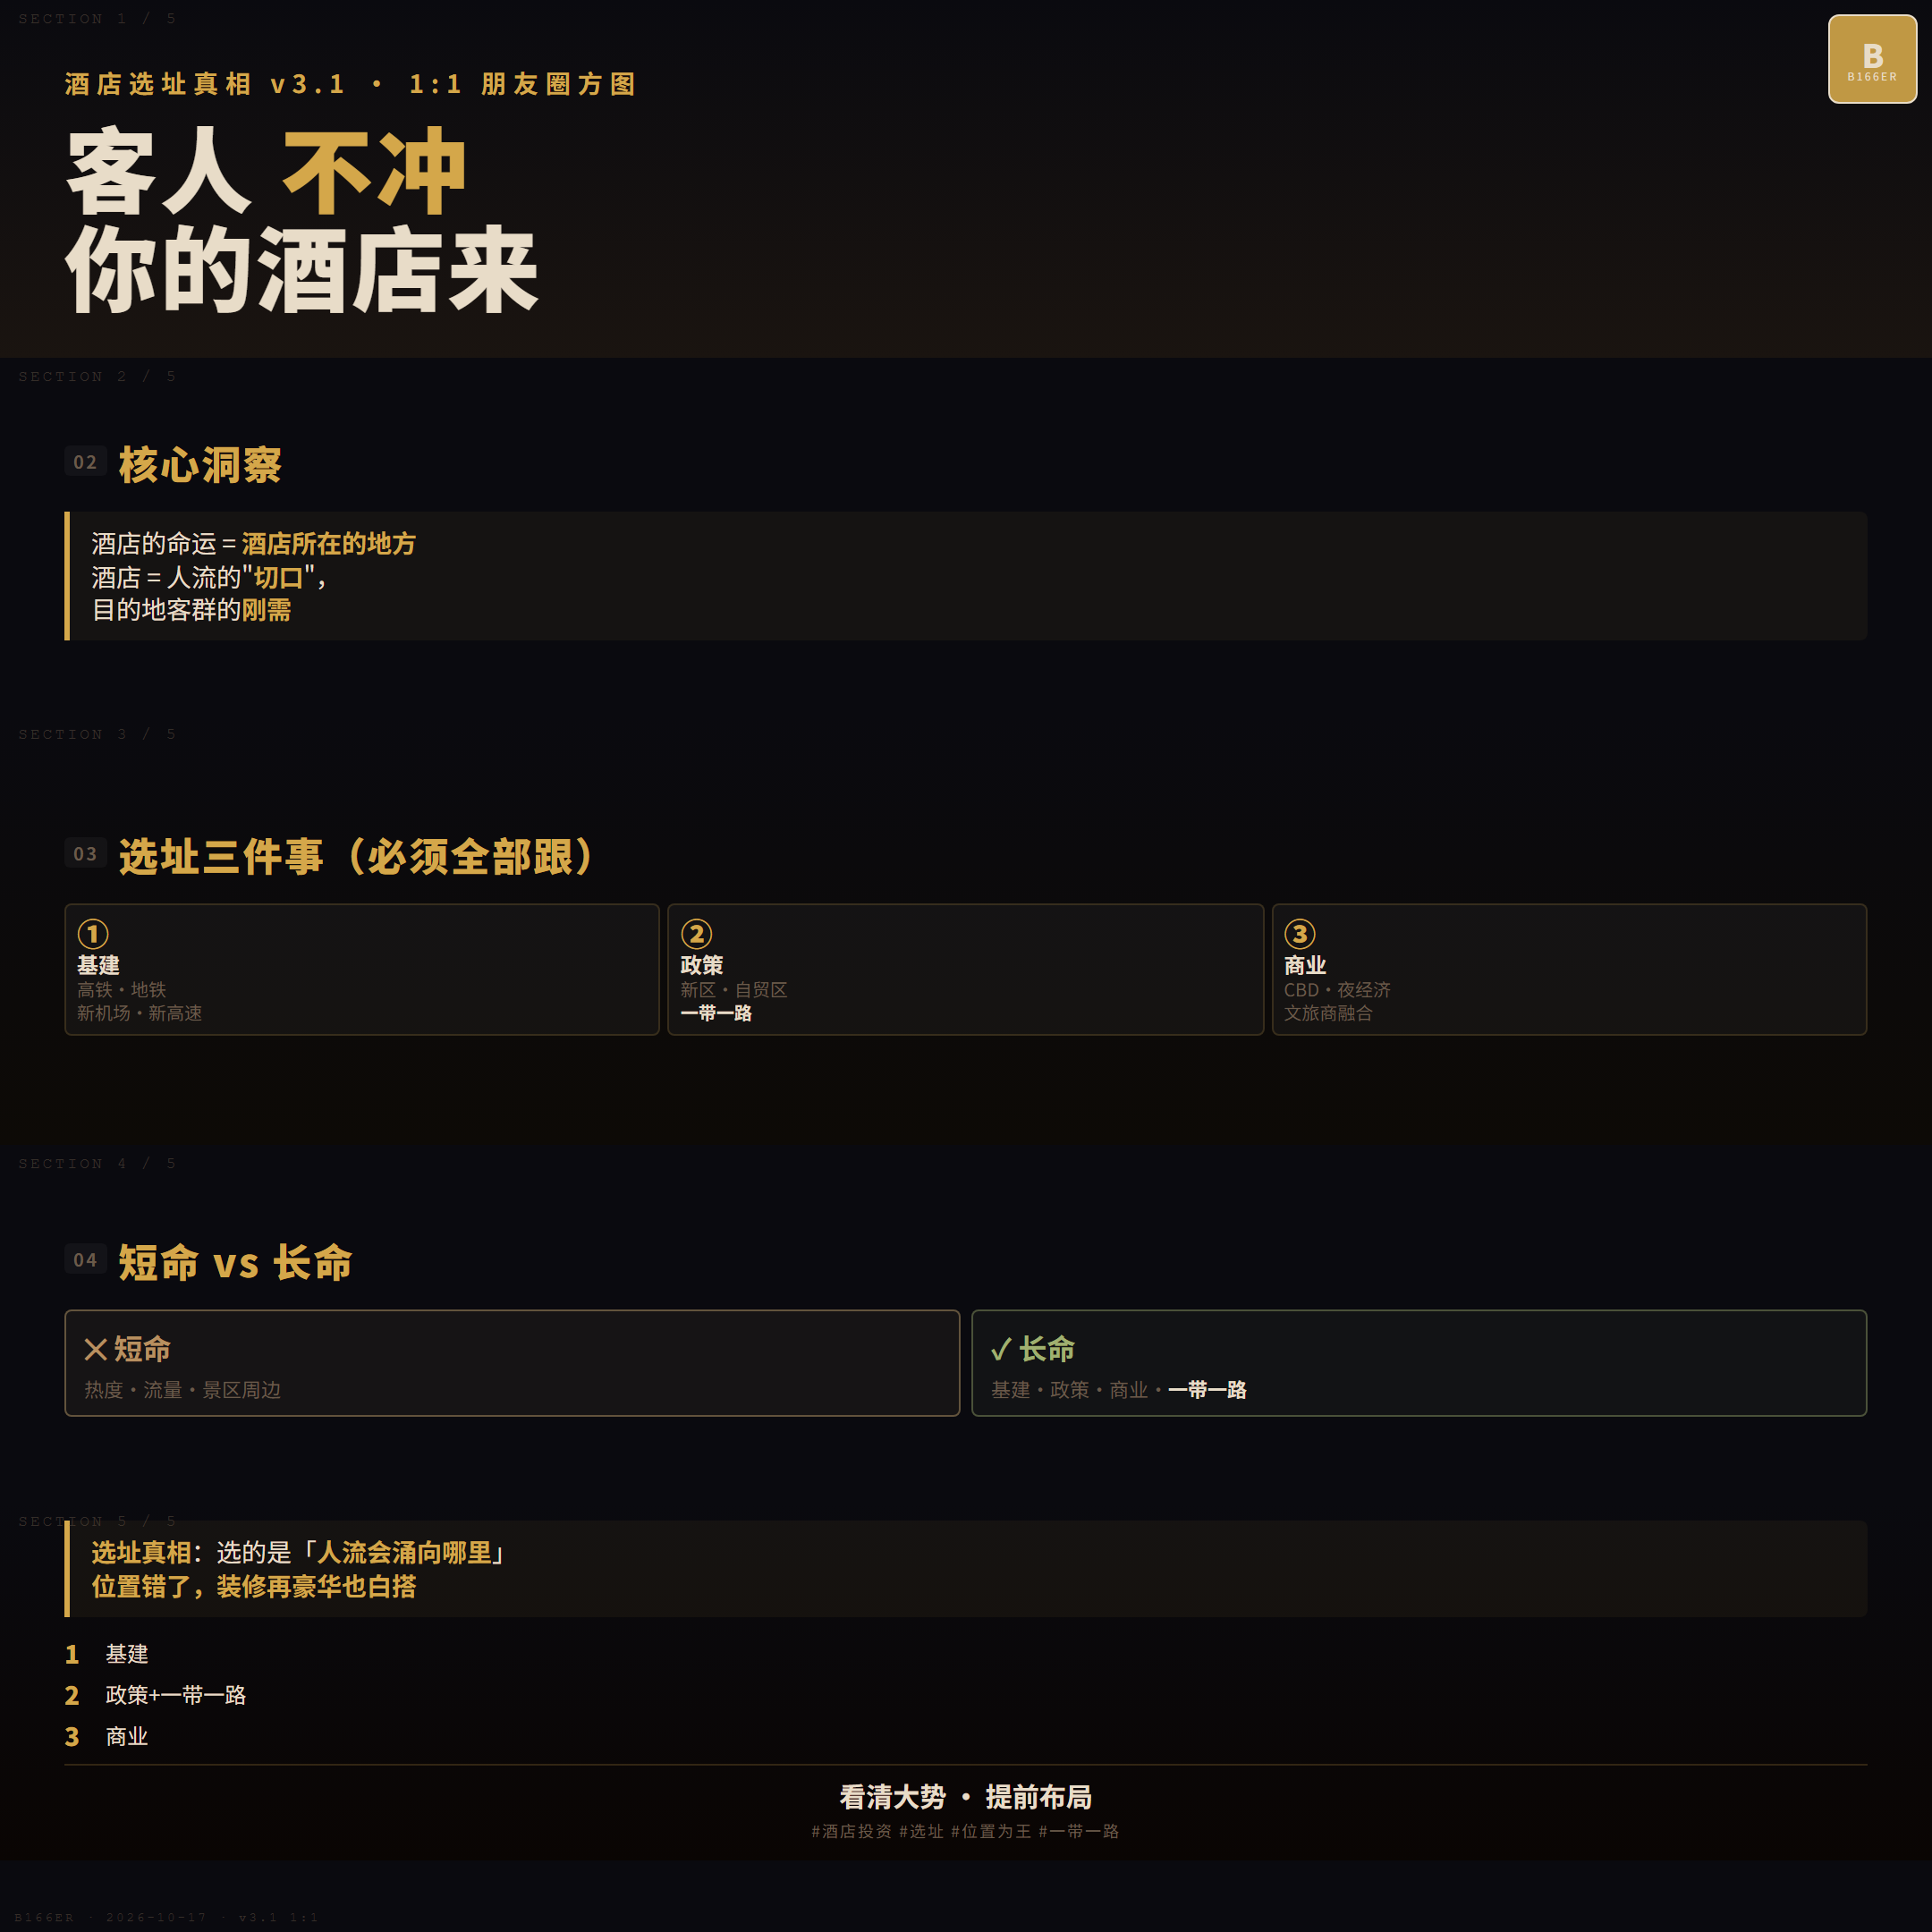 SECTION 1 / 5
B
B166ER
酒店选址真相 v3.1 · 1:1 朋友圈方图
客人 不冲
你的酒店来
SECTION 2 / 5
02 核心洞察
酒店的命运 = 酒店所在的地方
酒店 = 人流的"切口"，
目的地客群的刚需
SECTION 3 / 5
03 选址三件事（必须全部跟）
①
基建
高铁·地铁
新机场·新高速
②
政策
新区·自贸区
一带一路
③
商业
CBD·夜经济
文旅商融合
SECTION 4 / 5
04 短命 vs 长命
✕ 短命
热度·流量·景区周边
✓ 长命
基建·政策·商业·一带一路
SECTION 5 / 5
选址真相：选的是「人流会涌向哪里」
位置错了，装修再豪华也白搭
1 基建
2 政策+一带一路
3 商业
看清大势 · 提前布局
#酒店投资 #选址 #位置为王 #一带一路
B166ER · 2026-10-17 · v3.1 1:1